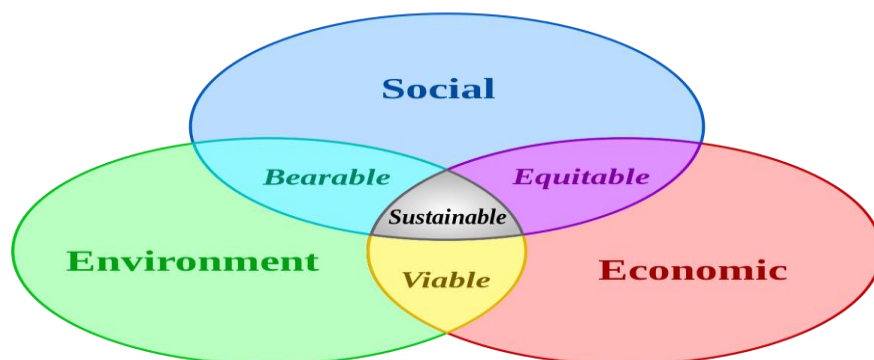 Social
Bearable
Equitable
Sustainable
Environment
Viable
Economic